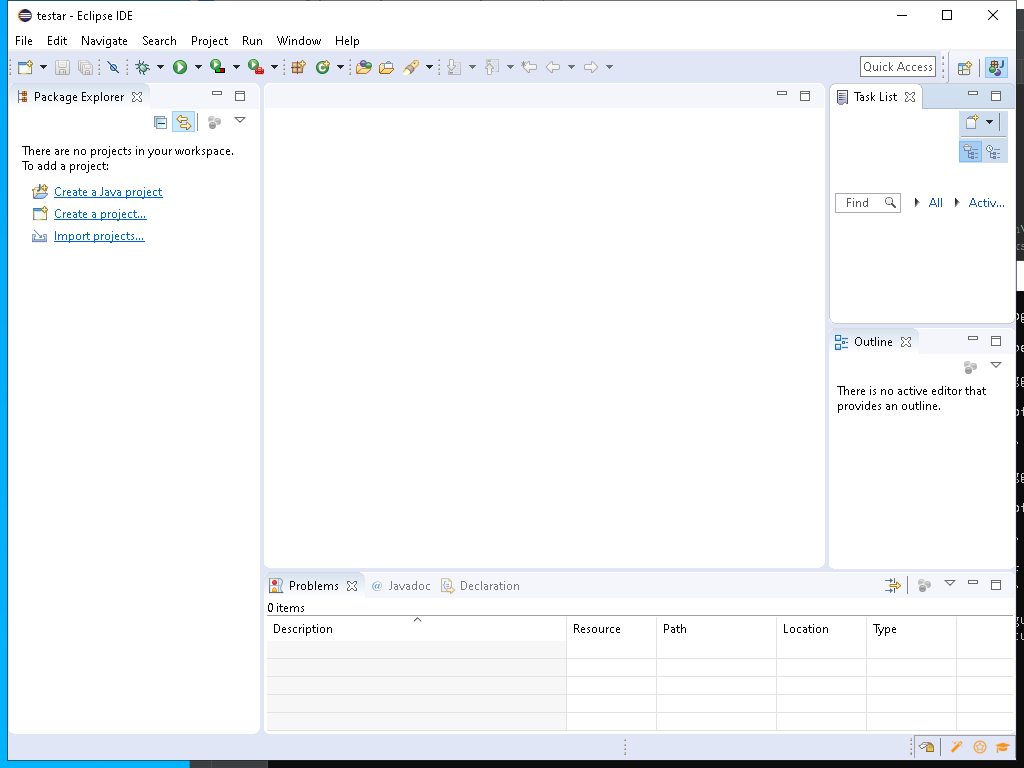 testar - Eclipse IDE
File Edit Navigate Search Project Run Window Help
Quick Access
Package Explorer
There are no projects in your workspace.
To add a project:
Create a Java project
Create a project...
Import projects...
Task List
Find All Activ...
Outline
There is no active editor that
provides an outline.
Problems @ Javadoc Declaration
0 items
Description Resource Path Location Type